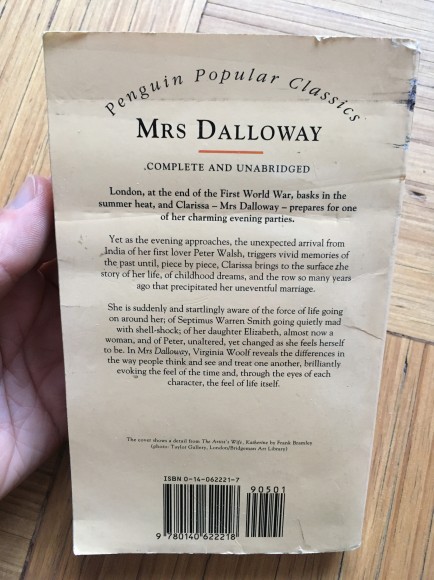 Penguin Popular Classics
MRS DALLOWAY
COMPLETE AND UNABRIDGED
London, at the end of the First World War, basks in the
summer heat, and Clarissa – Mrs Dalloway – prepares for one
of her charming evening parties.
Yet as the evening approaches, the unexpected arrival from
India of her first lover Peter Walsh, triggers vivid memories of
the past until, piece by piece, Clarissa brings to the surface the
story of her life, of childhood dreams, and the row so many years
ago that precipitated her uneventful marriage.
She is suddenly and startlingly aware of the force of life going
on around her; of Septimus Warren Smith going quietly mad
with shell-shock; of her daughter Elizabeth, almost now a
woman, and of Peter, unaltered, yet changed as she feels herself
to be. In Mrs Dalloway, Virginia Woolf reveals the differences in
the way people think and see and treat one another, brilliantly
evoking the feel of the time and, through the eyes of each
character, the feel of life itself.
The cover shows a detail from The Artist's Wife, Katherine by Frank Bramley
(photo: Taylor Gallery, London/Bridgeman Art Library)
ISBN 0-14-062221-7
90501
9 780140 622218